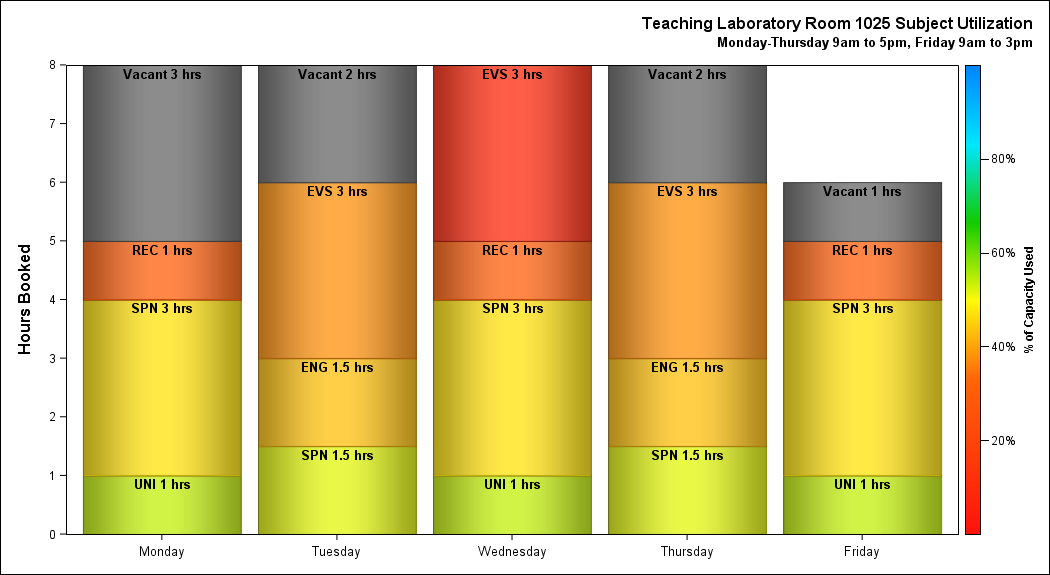 Teaching Laboratory Room 1025 Subject Utilization
Monday-Thursday 9am to 5pm, Friday 9am to 3pm
Hours Booked
8
7
6
5
4
3
2
1
0
Vacant 3 hrs
REC 1 hrs
SPN 3 hrs
UNI 1 hrs
Vacant 2 hrs
EVS 3 hrs
ENG 1.5 hrs
SPN 1.5 hrs
EVS 3 hrs
REC 1 hrs
SPN 3 hrs
UNI 1 hrs
Vacant 2 hrs
EVS 3 hrs
ENG 1.5 hrs
SPN 1.5 hrs
Vacant 1 hrs
REC 1 hrs
SPN 3 hrs
UNI 1 hrs
Monday
Tuesday
Wednesday
Thursday
Friday
80%
60%
40%
20%
% of Capacity Used